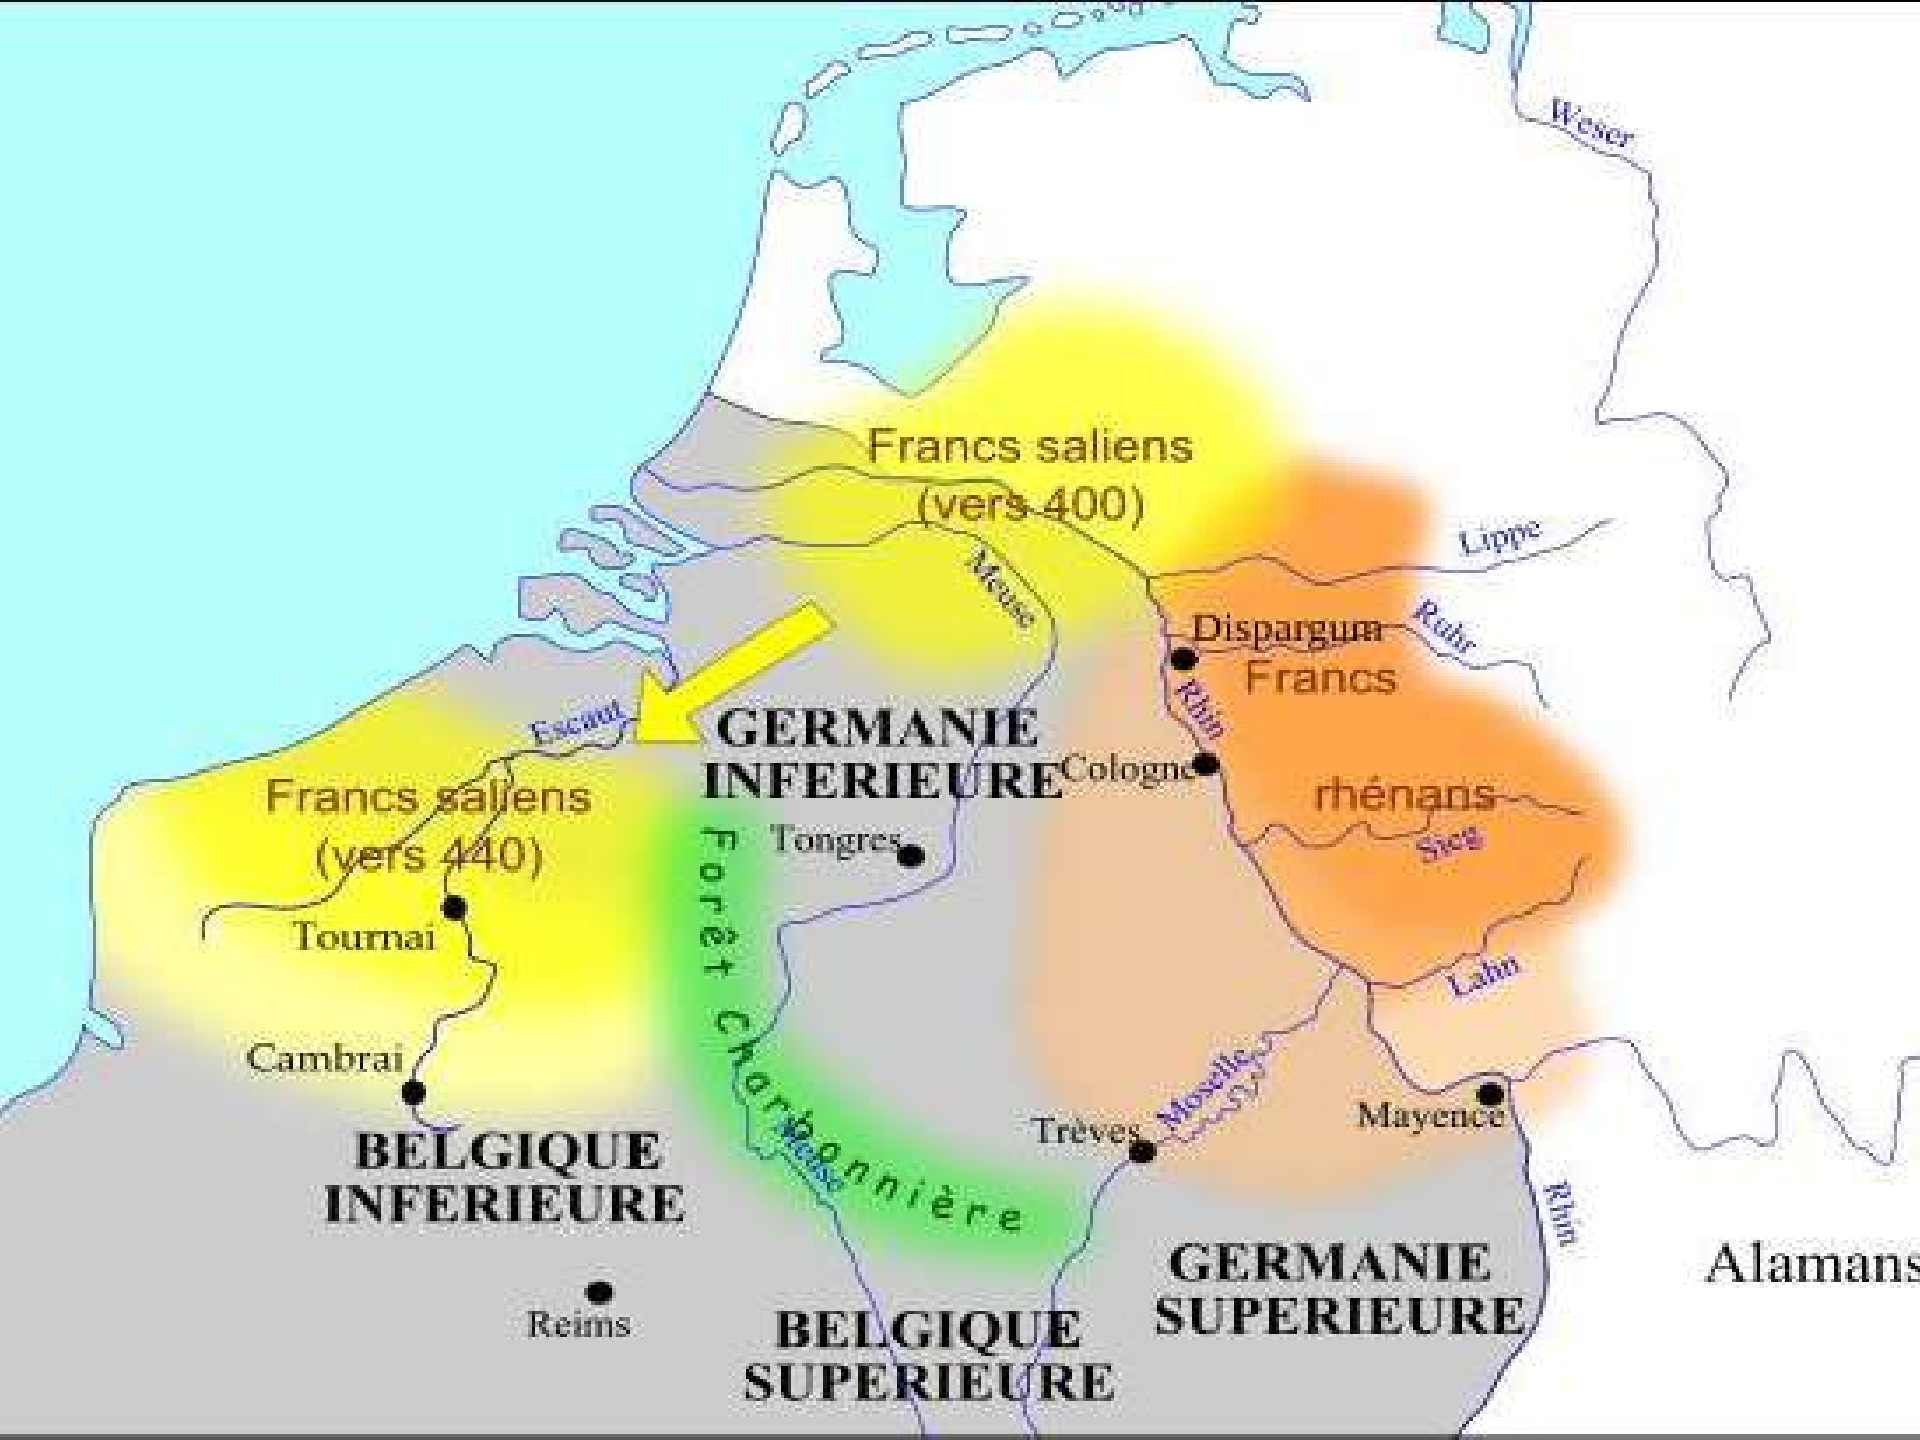 Weser
Francs saliens
(vers 400)
Lippe
Meuse
Ruhr
Dispargum
Francs
Rhin
Escaut
GERMANIE
INFERIEURE
Cologne
Francs saliens
(vers 440)
rhénans
Sieg
Tongres
Forêt Charbonnière
Tournai
Lahn
Cambrai
Moselle
Mayence
Trèves
Meuse
BELGIQUE
INFERIEURE
Rhin
GERMANIE
SUPERIEURE
Alamans
Reims
BELGIQUE
SUPERIEURE